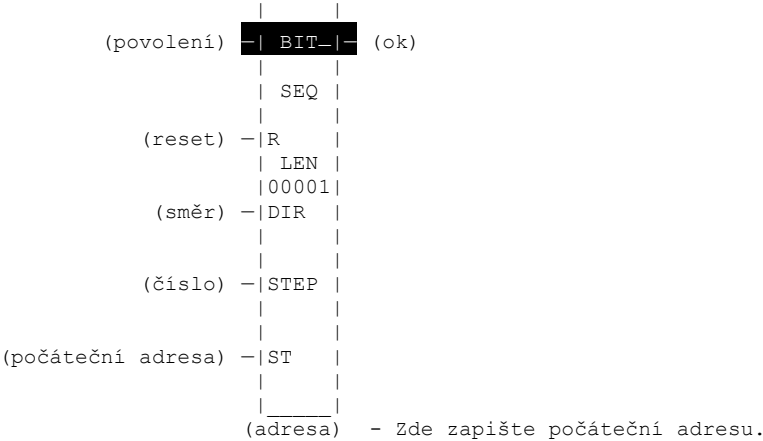 (povolení) —| BIT_|— (ok)
| SEQ |
(reset) —|R |
| LEN |
|00001|
(směr) —|DIR |
(číslo) —|STEP |
(počáteční adresa) —|ST |
|_____|
(adresa) - Zde zapište počáteční adresu.